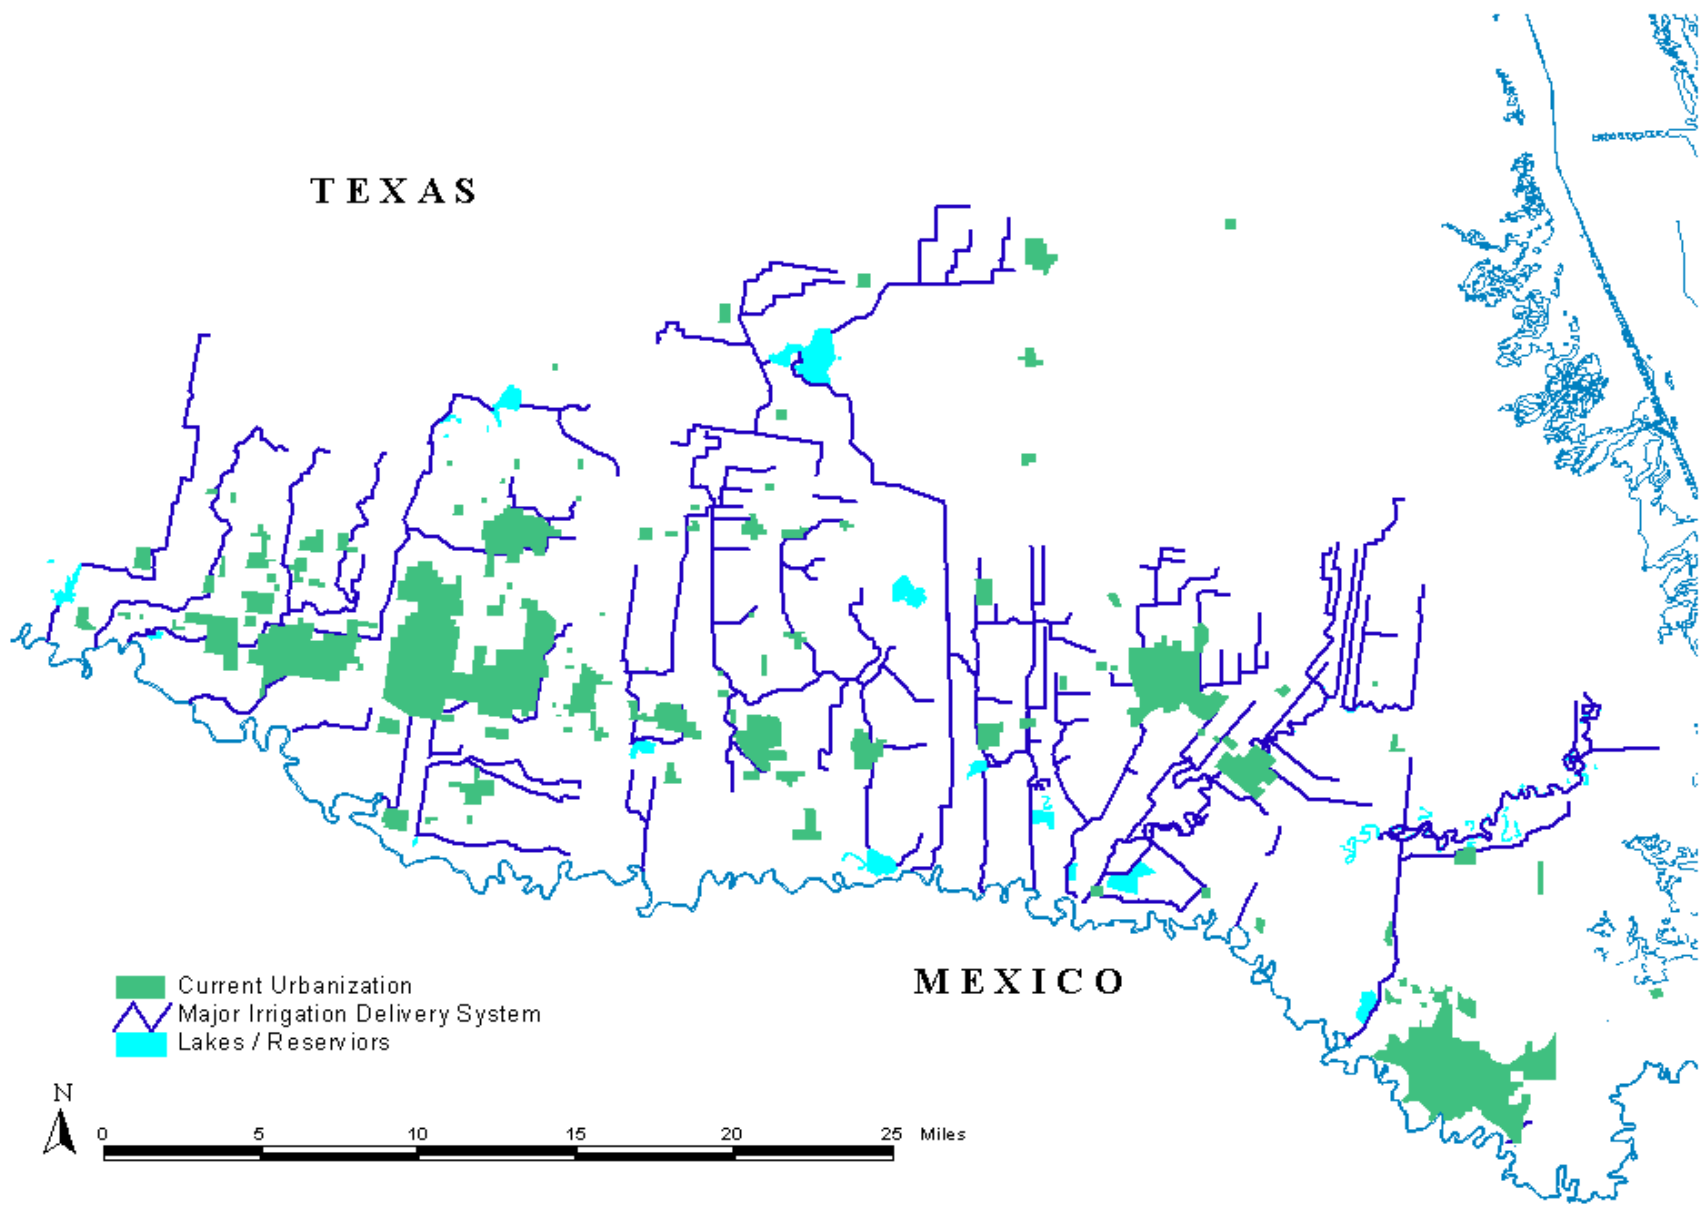 TEXAS
MEXICO
Current Urbanization
Major Irrigation Delivery System
Lakes / Reserviors
N
0 5 10 15 20 25 Miles